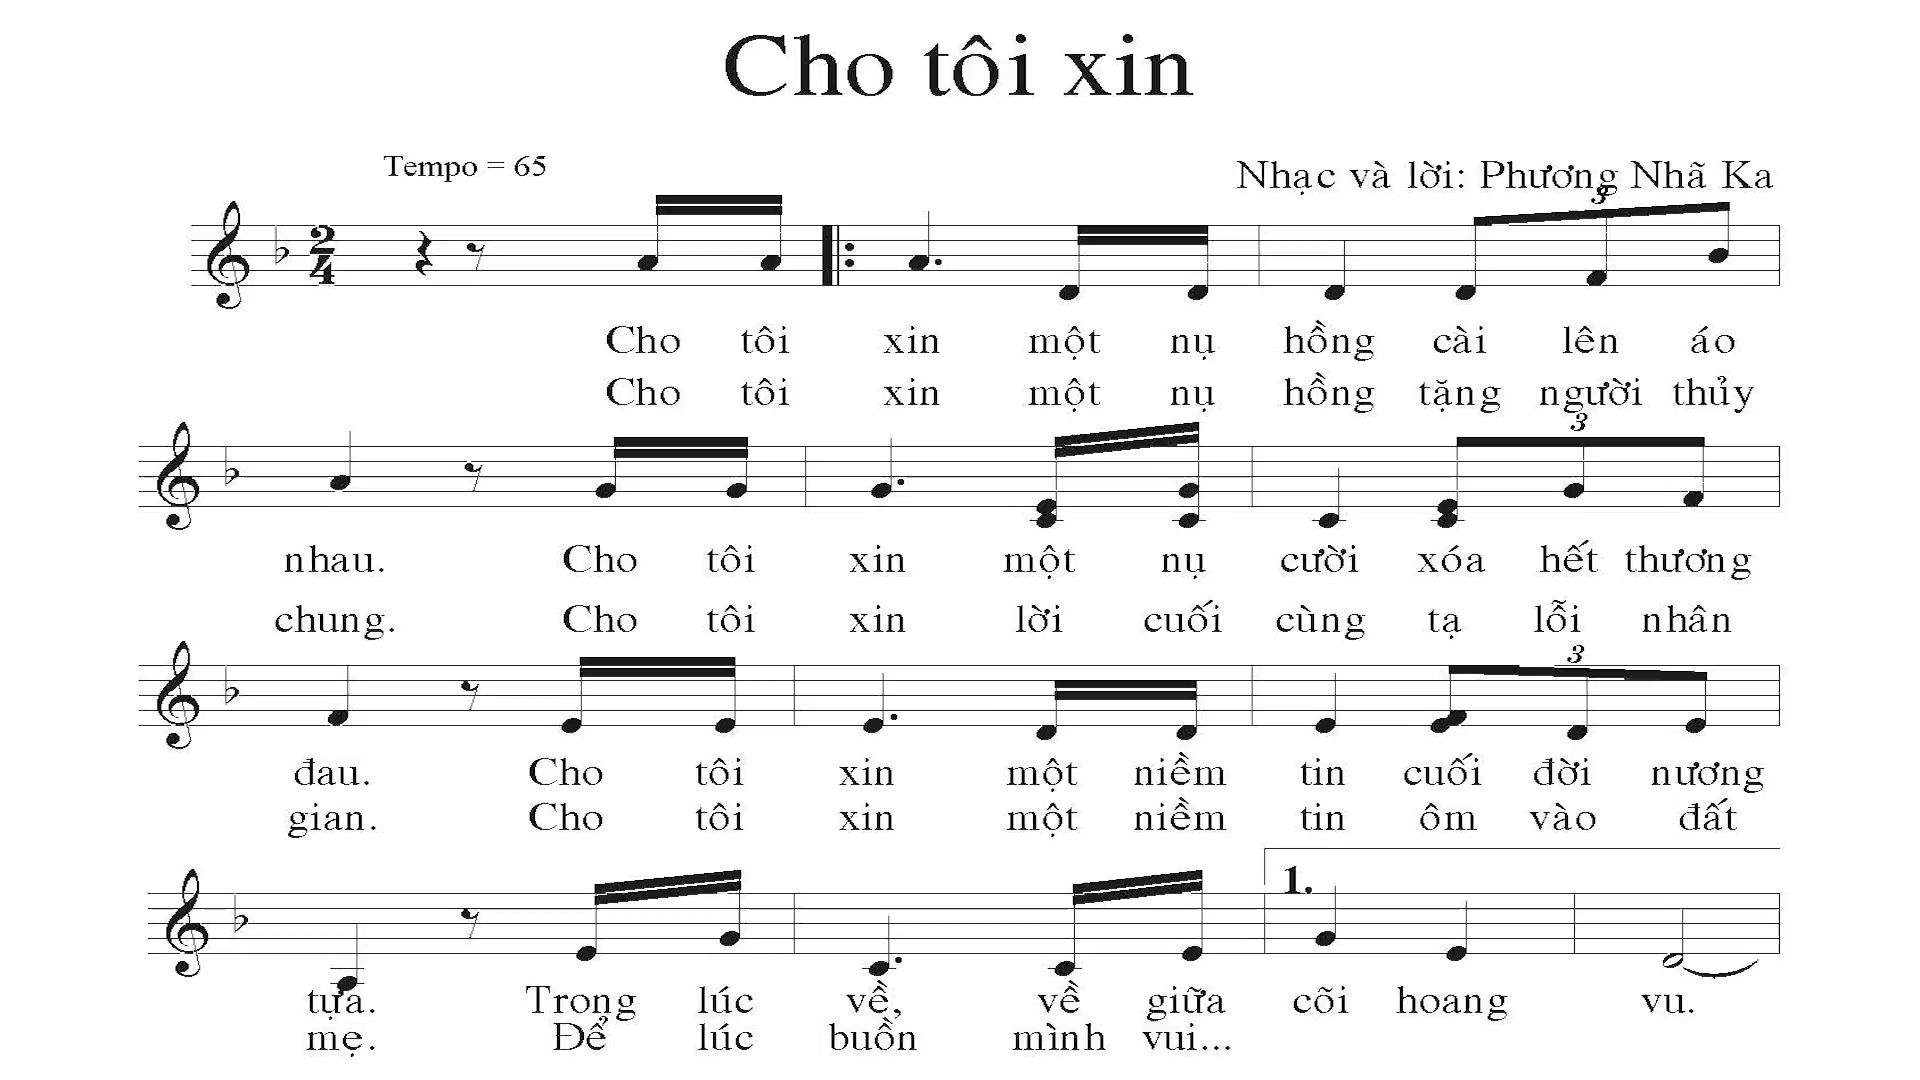 Cho tôi xin
Tempo = 65
Nhạc và lời: Phương Nhã Ka
3
2
4
Cho tôi xin một nụ hồng cài lên áo
Cho tôi xin một nụ hồng tặng người thủy
3
nhau. Cho tôi xin một nụ cười xóa hết thương
chung. Cho tôi xin lời cuối cùng tạ lỗi nhân
3
đau. Cho tôi xin một niềm tin cuối đời nương
gian. Cho tôi xin một niềm tin ôm vào đất
1.
tựa. Trong lúc về, về giữa cõi hoang vu.
mẹ. Để lúc buồn mình vui...